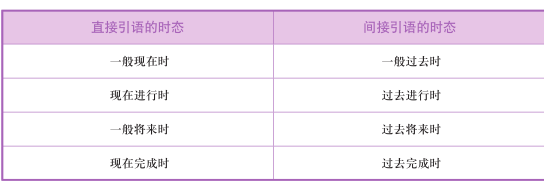 直接引语的时态 间接引语的时态
一般现在时 一般过去时
现在进行时 过去进行时
一般将来时 过去将来时
现在完成时 过去完成时